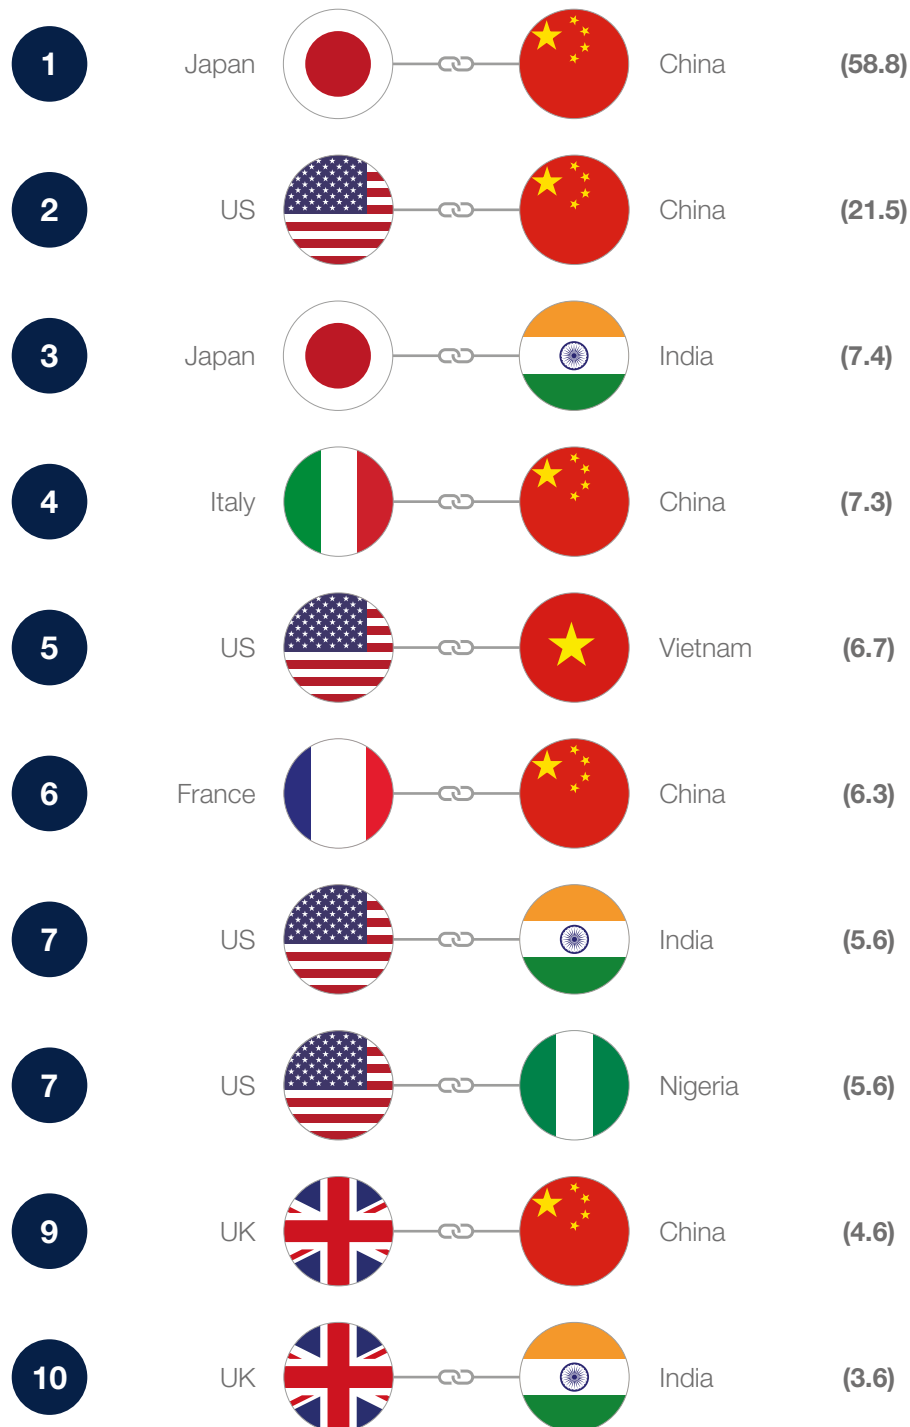 1 Japan China (58.8)
2 US China (21.5)
3 Japan India (7.4)
4 Italy China (7.3)
5 US Vietnam (6.7)
6 France China (6.3)
7 US India (5.6)
7 US Nigeria (5.6)
9 UK China (4.6)
10 UK India (3.6)